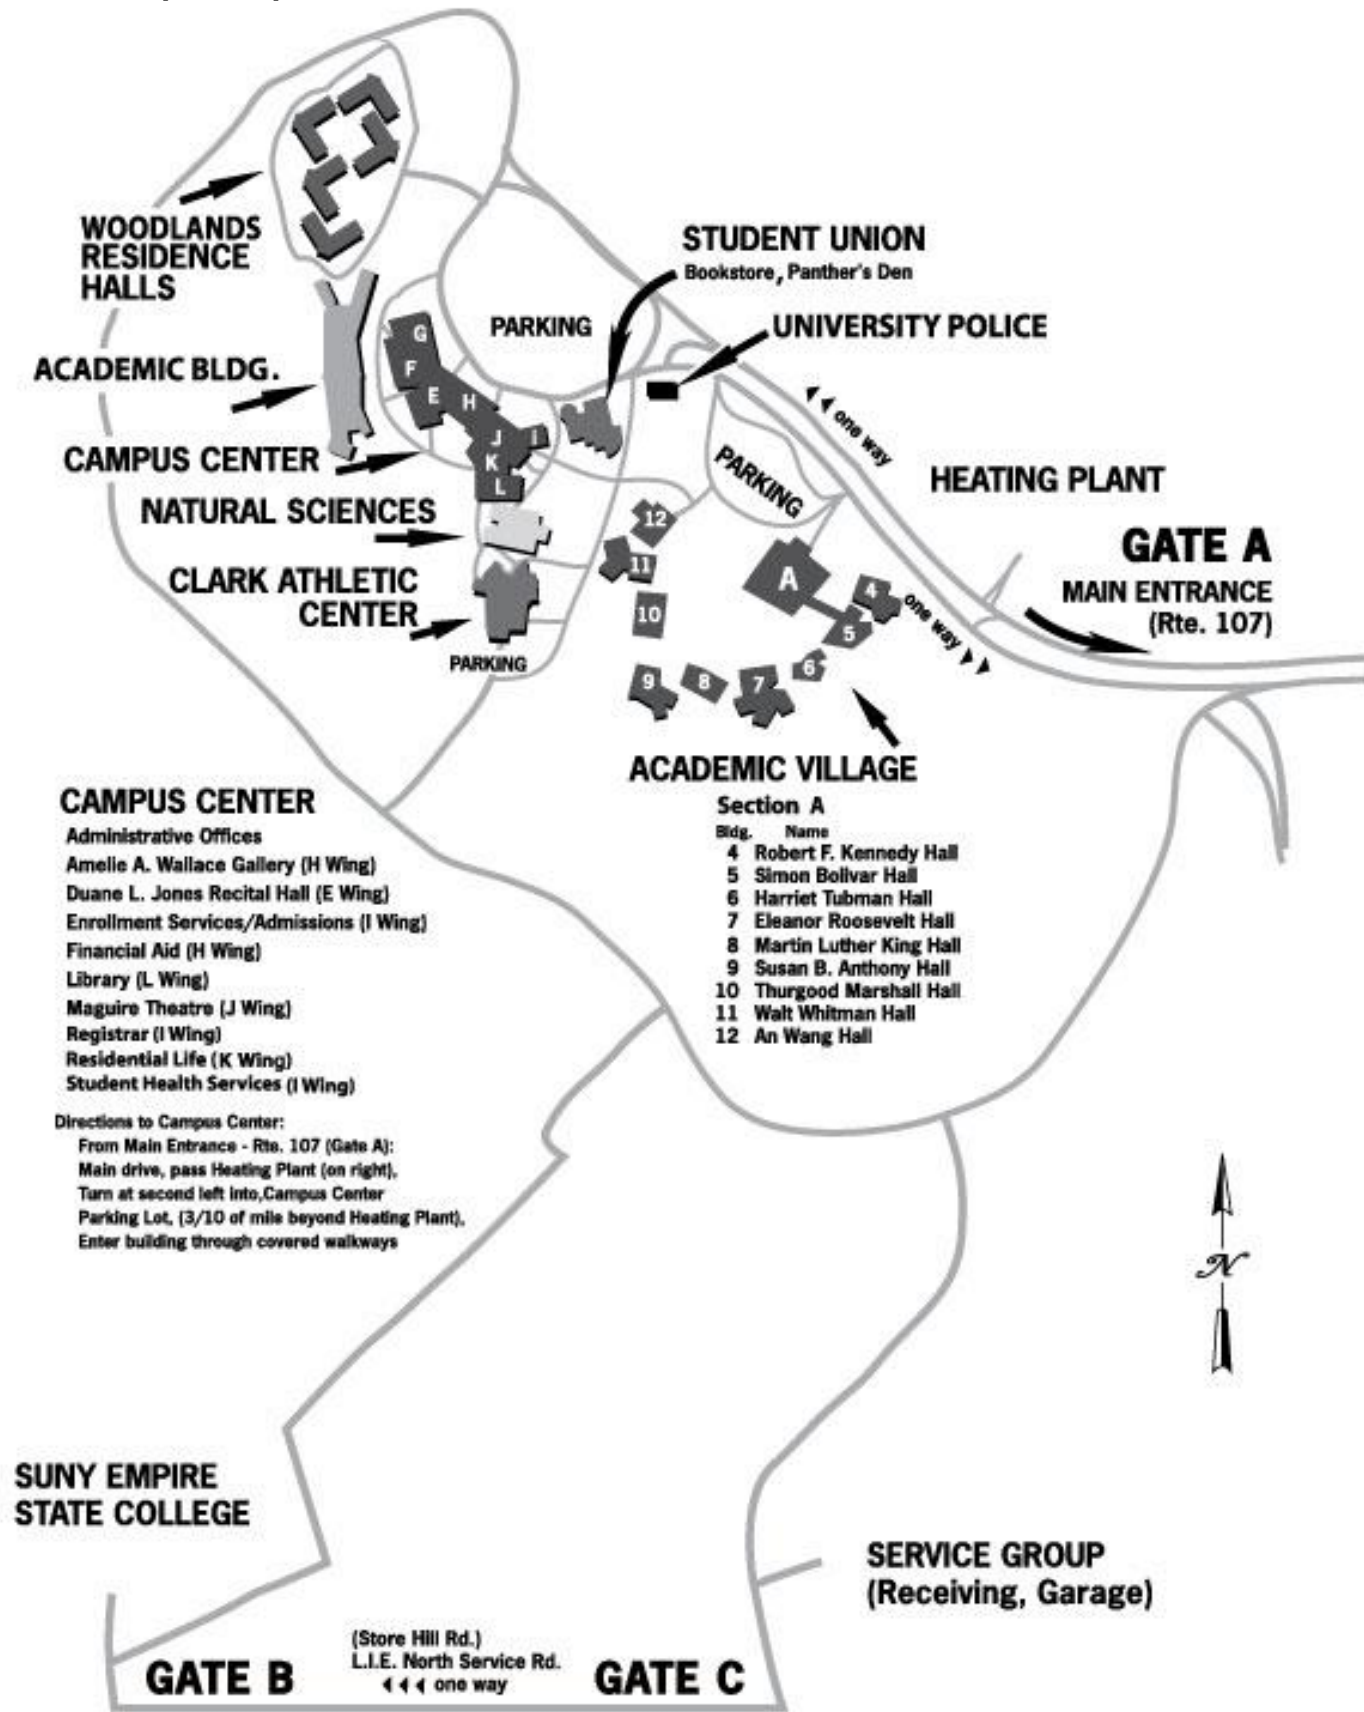 WOODLANDS
RESIDENCE
HALLS
STUDENT UNION
Bookstore, Panther's Den
PARKING
UNIVERSITY POLICE
ACADEMIC BLDG.
G
F
E
H
J
I
K
L
one way
CAMPUS CENTER
PARKING
HEATING PLANT
NATURAL SCIENCES
12
GATE A
MAIN ENTRANCE
(Rte. 107)
CLARK ATHLETIC
CENTER
11
A
4
10
5
one way
PARKING
6
9
8
7
ACADEMIC VILLAGE
Section A
Bldg. Name
4 Robert F. Kennedy Hall
5 Simon Bolivar Hall
6 Harriet Tubman Hall
7 Eleanor Roosevelt Hall
8 Martin Luther King Hall
9 Susan B. Anthony Hall
10 Thurgood Marshall Hall
11 Walt Whitman Hall
12 An Wang Hall
CAMPUS CENTER
Administrative Offices
Amelie A. Wallace Gallery (H Wing)
Duane L. Jones Recital Hall (E Wing)
Enrollment Services/Admissions (I Wing)
Financial Aid (H Wing)
Library (L Wing)
Maguire Theatre (J Wing)
Registrar (I Wing)
Residential Life (K Wing)
Student Health Services (I Wing)
Directions to Campus Center:
From Main Entrance - Rte. 107 (Gate A):
Main drive, pass Heating Plant (on right),
Turn at second left into,Campus Center
Parking Lot, (3/10 of mile beyond Heating Plant),
Enter building through covered walkways
N
SUNY EMPIRE
STATE COLLEGE
SERVICE GROUP
(Receiving, Garage)
GATE B
(Store Hill Rd.)
L.I.E. North Service Rd.
one way
GATE C